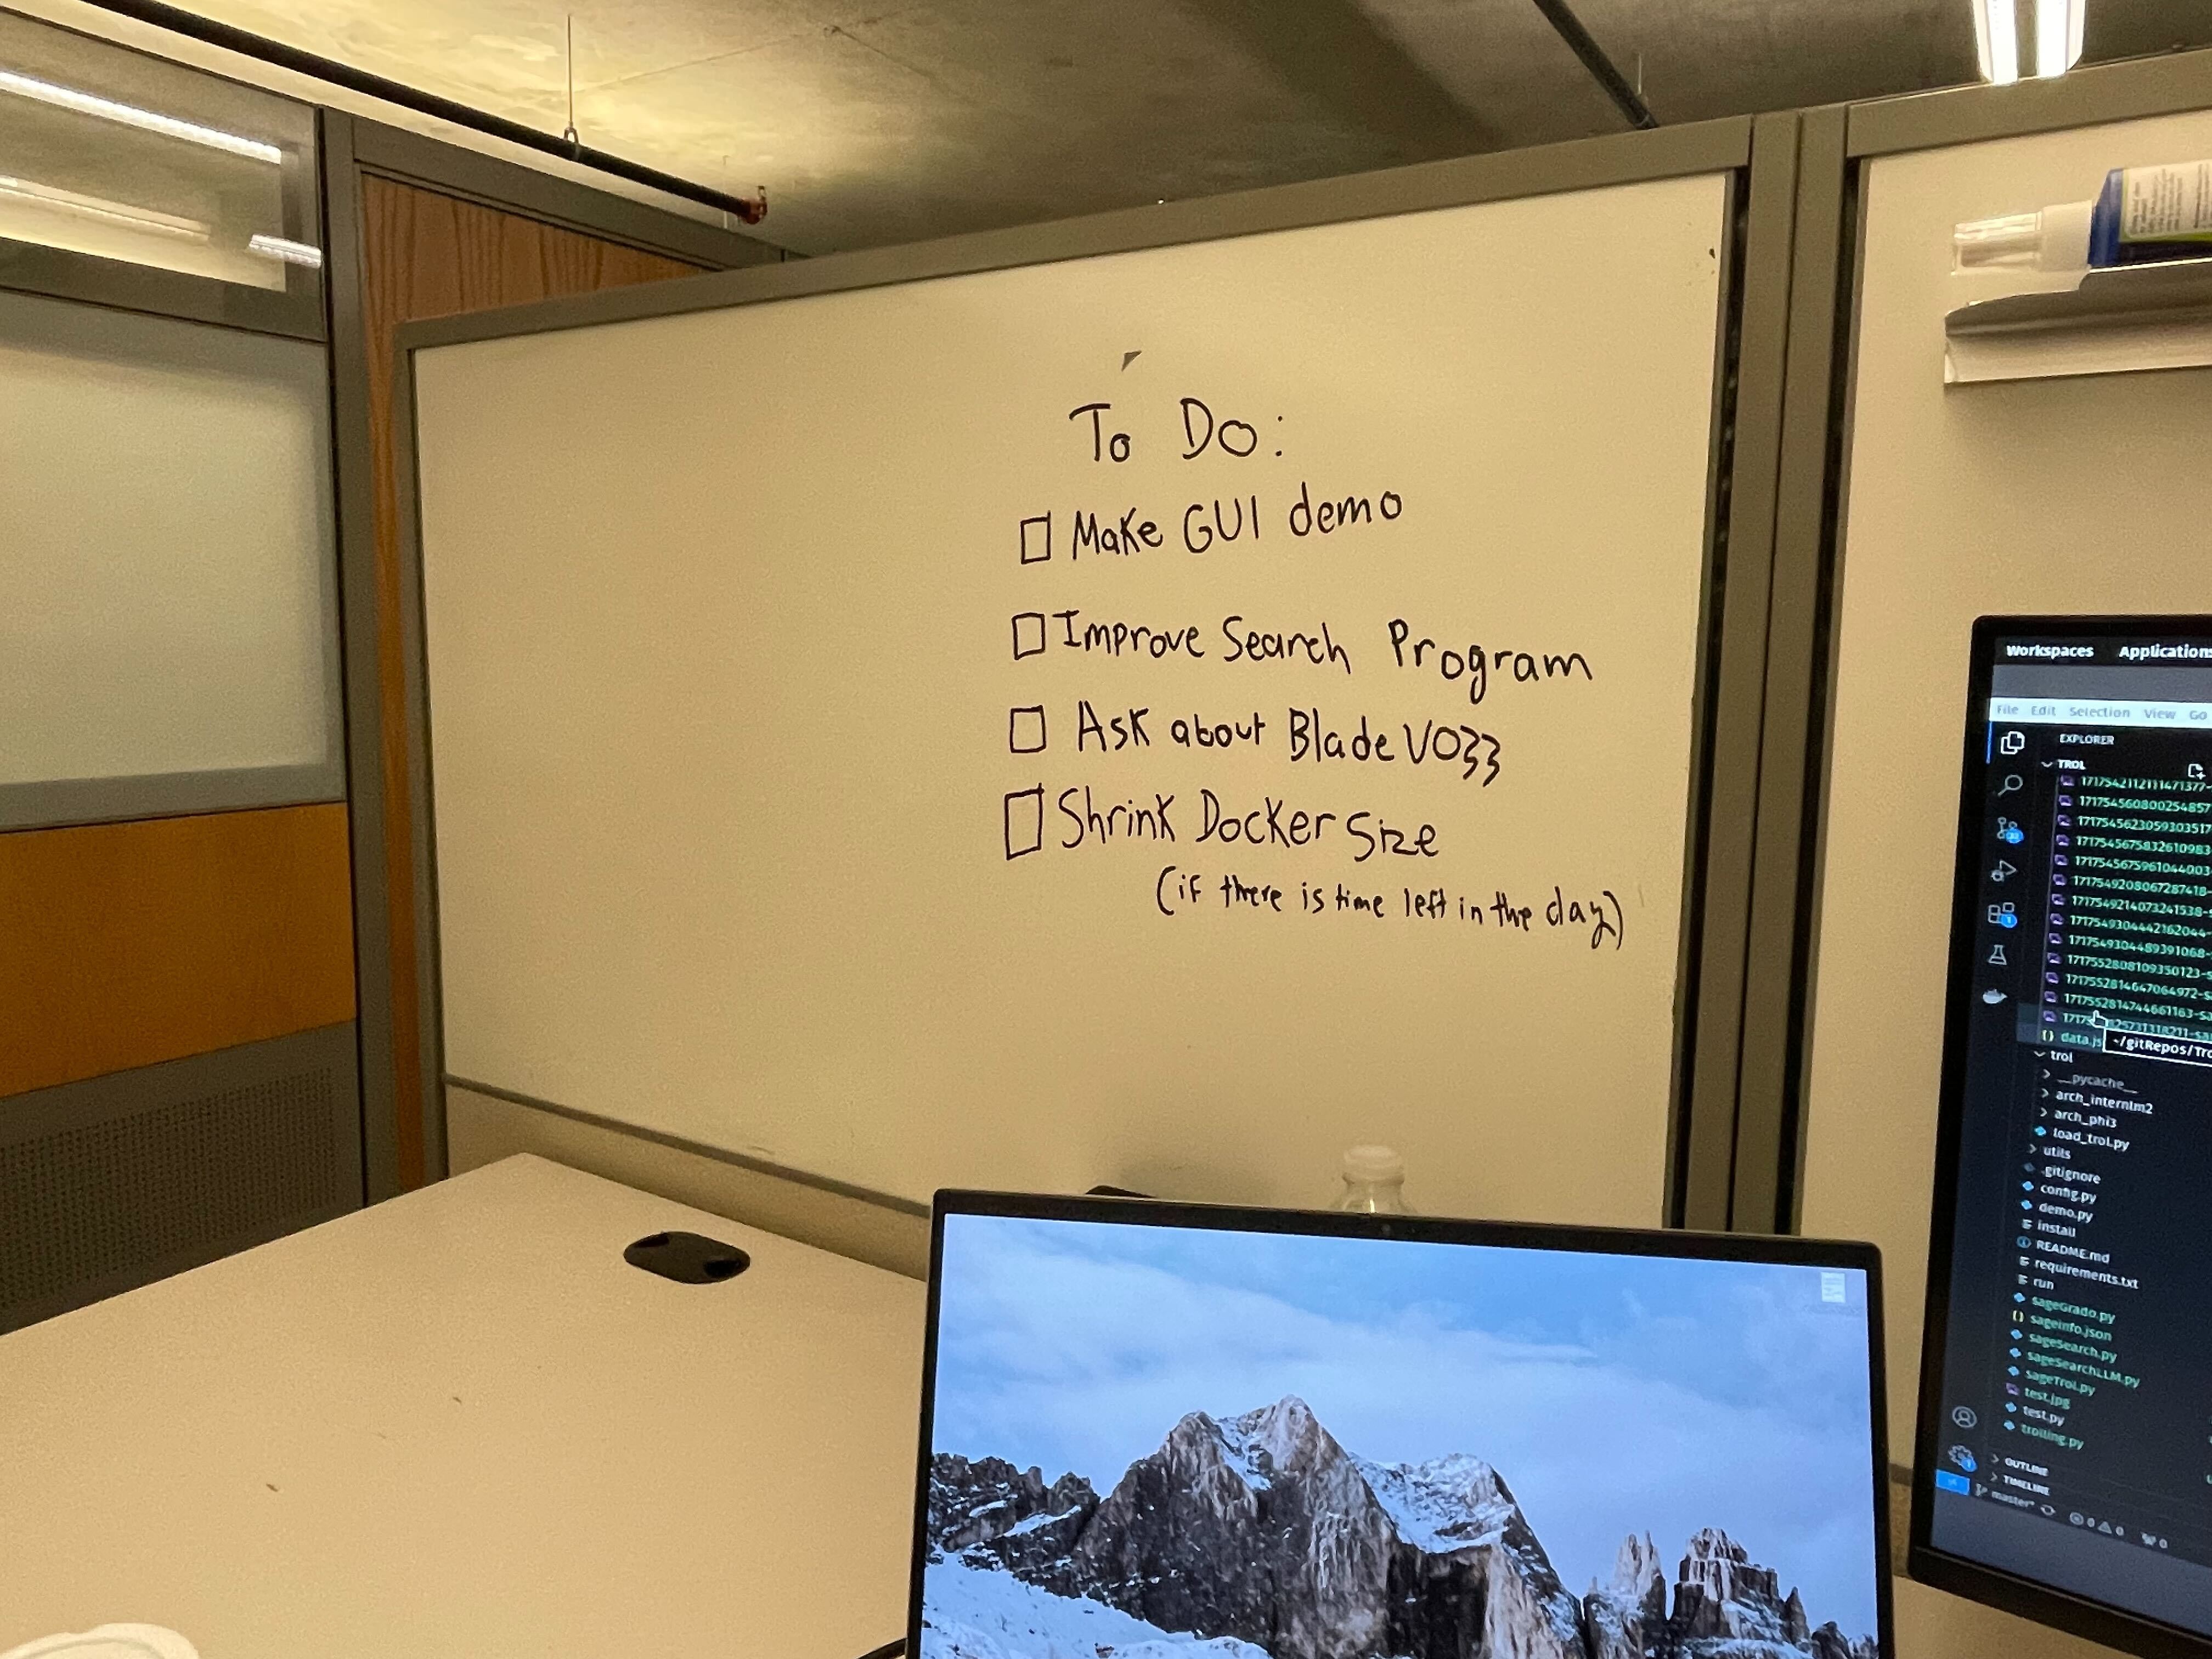 To Do:
Make GUI demo
Improve Search Program
Ask about Blade V033
Shrink Docker Size
(if there is time left in the day)
Workspaces
File Edit Selection View Go
EXPLORER
TROL
data.js
~/gitRepos/Tro
trol
__pycache__
arch_internlm2
arch_phi3
load_trol.py
utils
.gitignore
config.py
demo.py
install
README.md
requirements.txt
run
sageGrado.py
sageinfo.json
sageSearch.py
sageSearchLLM.py
sageTrol.py
test.jpg
test.py
trolling.py
OUTLINE
TIMELINE
master*